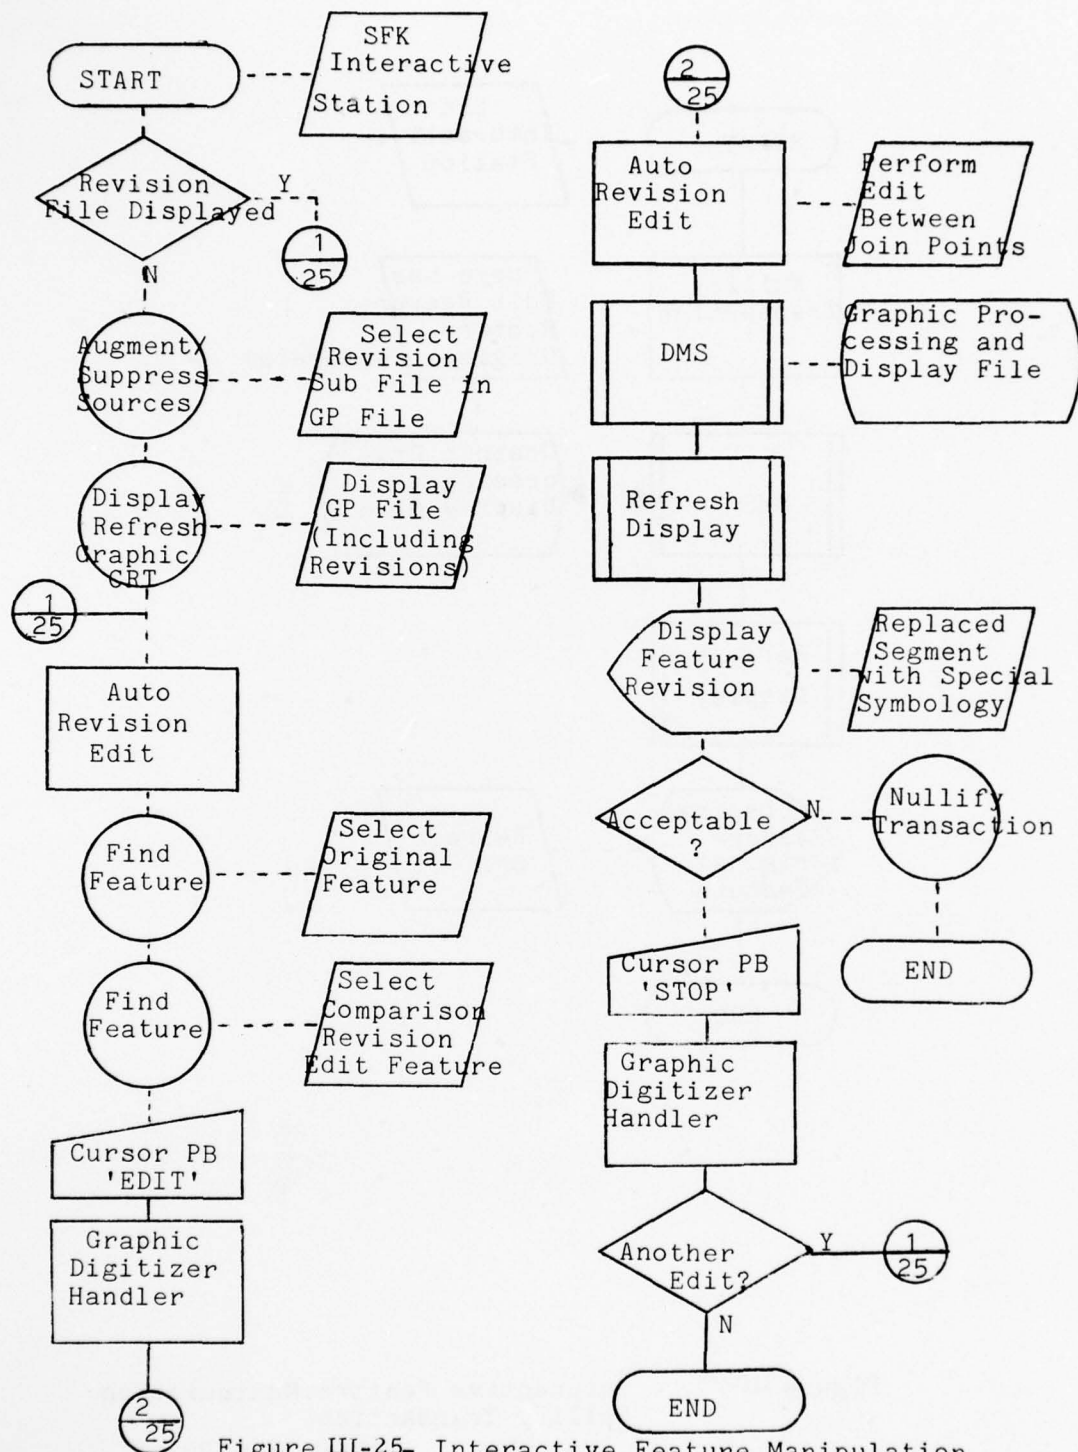 START
SFK
Interactive
Station
Revision
File Displayed
Y
1
25
N
Augment/
Suppress
Sources
Select
Revision
Sub File in
GP File
Display
Refresh
Graphic
CRT
Display
GP File
(Including
Revisions)
1
25
Auto
Revision
Edit
Find
Feature
Select
Original
Feature
Find
Feature
Select
Comparison
Revision
Edit Feature
Cursor PB
'EDIT'
Graphic
Digitizer
Handler
2
25
2
25
Auto
Revision
Edit
Perform
Edit
Between
Join Points
DMS
Graphic Pro-
cessing and
Display File
Refresh
Display
Display
Feature
Revision
Replaced
Segment
with Special
Symbology
Acceptable
?
N
Nullify
Transaction
END
Cursor PB
'STOP'
Graphic
Digitizer
Handler
Another
Edit?
Y
1
25
N
END
Figure III-25- Interactive Feature Manipulation